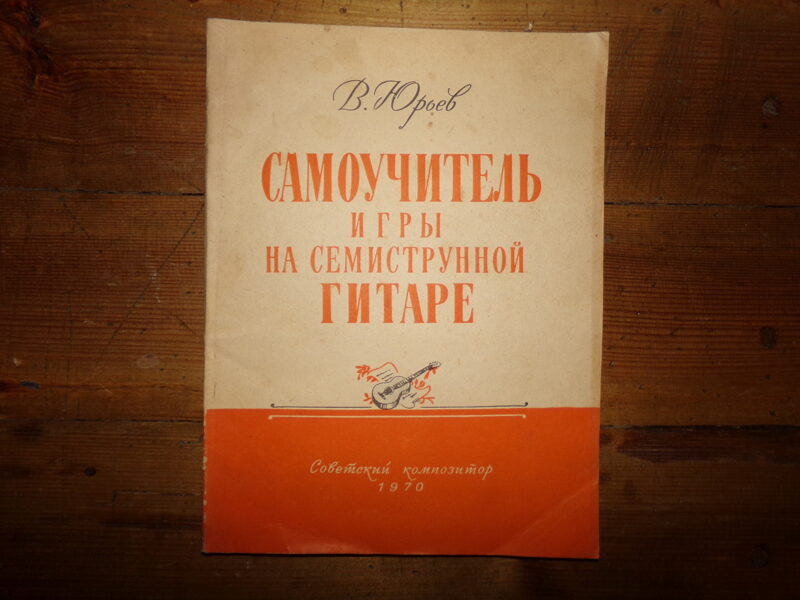 В. Юрьев
САМОУЧИТЕЛЬ
ИГРЫ
НА СЕМИСТРУННОЙ
ГИТАРЕ
Советский композитор
1970